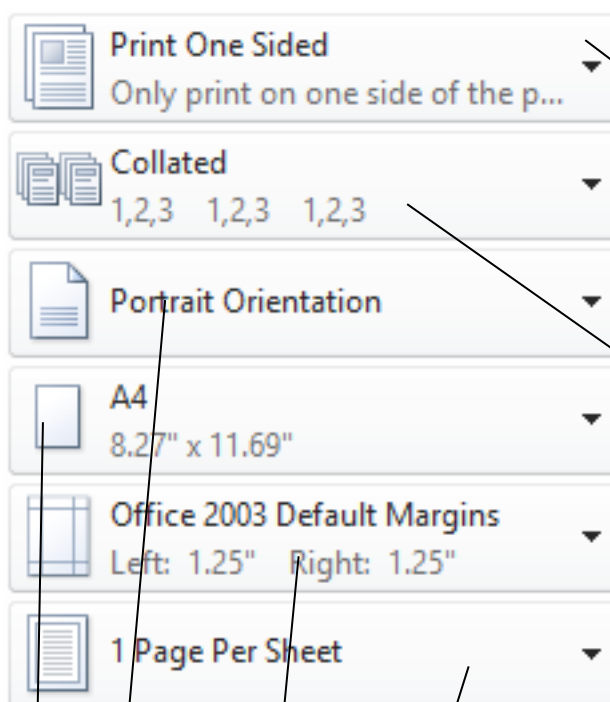 Print One Sided
Only print on one side of the p...
Collated
1,2,3 1,2,3 1,2,3
Portrait Orientation
A4
8.27" x 11.69"
Office 2003 Default Margins
Left: 1.25" Right: 1.25"
1 Page Per Sheet